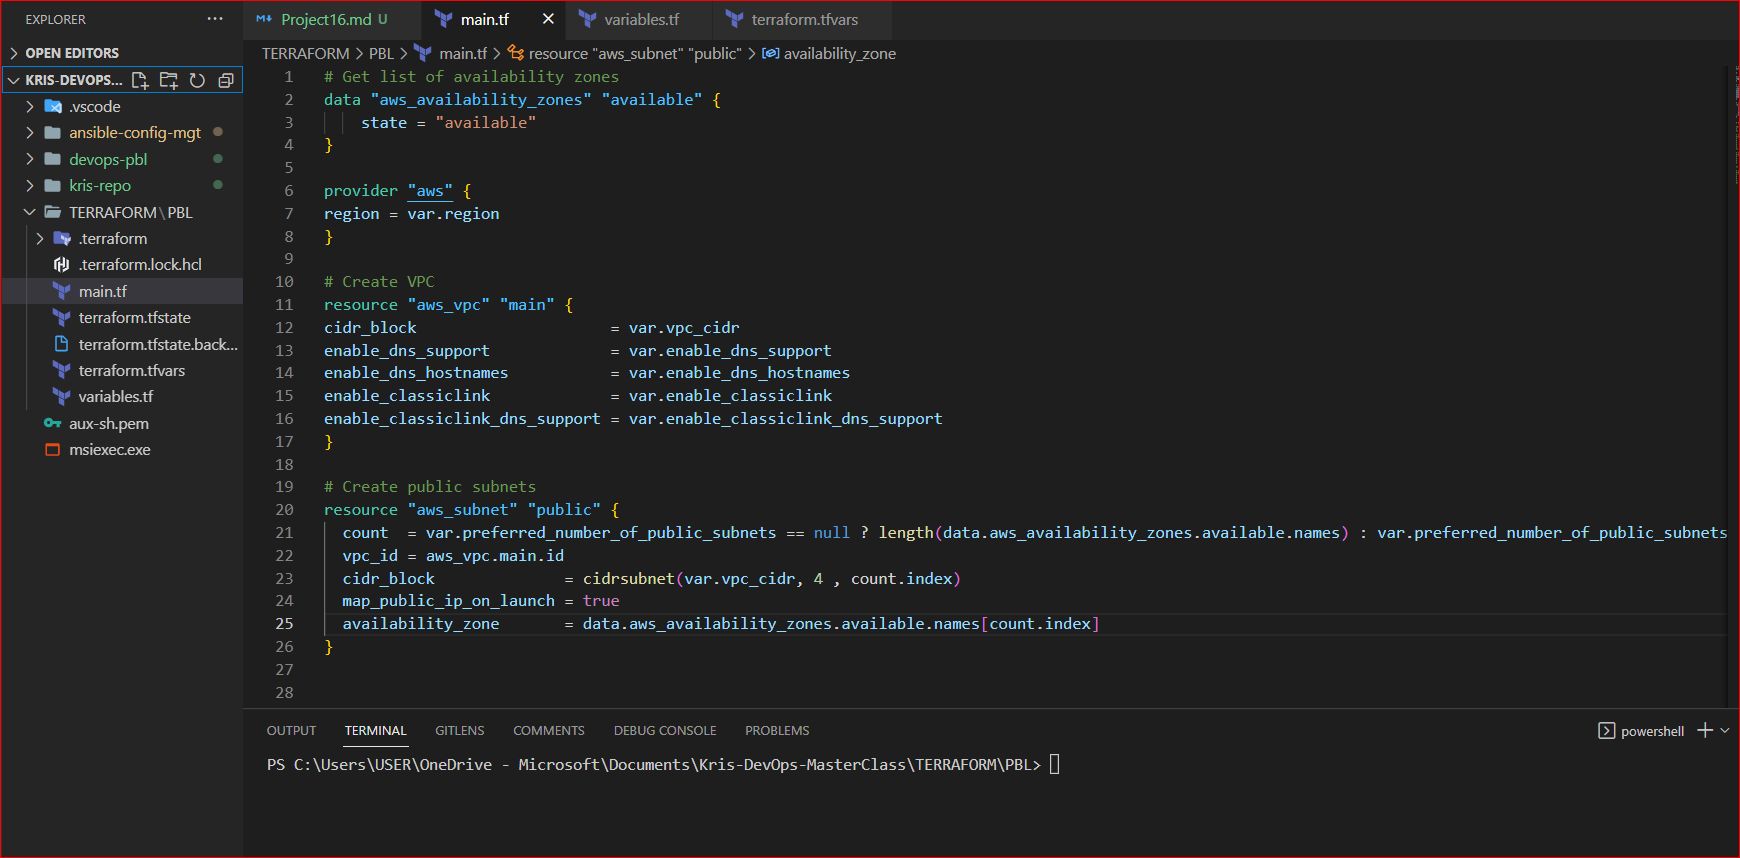 EXPLORER
OPEN EDITORS
KRIS-DEVOPS...
.vscode
ansible-config-mgt
devops-pbl
kris-repo
TERRAFORM\PBL
.terraform
.terraform.lock.hcl
main.tf
terraform.tfstate
terraform.tfstate.back...
terraform.tfvars
variables.tf
aux-sh.pem
msiexec.exe
Project16.md U
main.tf
variables.tf
terraform.tfvars
TERRAFORM > PBL > main.tf > resource "aws_subnet" "public" > availability_zone
1 # Get list of availability zones
2 data "aws_availability_zones" "available" {
3 state = "available"
4 }
5
6 provider "aws" {
7 region = var.region
8 }
9
10 # Create VPC
11 resource "aws_vpc" "main" {
12 cidr_block = var.vpc_cidr
13 enable_dns_support = var.enable_dns_support
14 enable_dns_hostnames = var.enable_dns_hostnames
15 enable_classiclink = var.enable_classiclink
16 enable_classiclink_dns_support = var.enable_classiclink_dns_support
17 }
18
19 # Create public subnets
20 resource "aws_subnet" "public" {
21 count = var.preferred_number_of_public_subnets == null ? length(data.aws_availability_zones.available.names) : var.preferred_number_of_public_subnets
22 vpc_id = aws_vpc.main.id
23 cidr_block = cidrsubnet(var.vpc_cidr, 4 , count.index)
24 map_public_ip_on_launch = true
25 availability_zone = data.aws_availability_zones.available.names[count.index]
26 }
27
28
OUTPUT TERMINAL GITLENS COMMENTS DEBUG CONSOLE PROBLEMS
powershell
PS C:\Users\USER\OneDrive - Microsoft\Documents\Kris-DevOps-MasterClass\TERRAFORM\PBL>